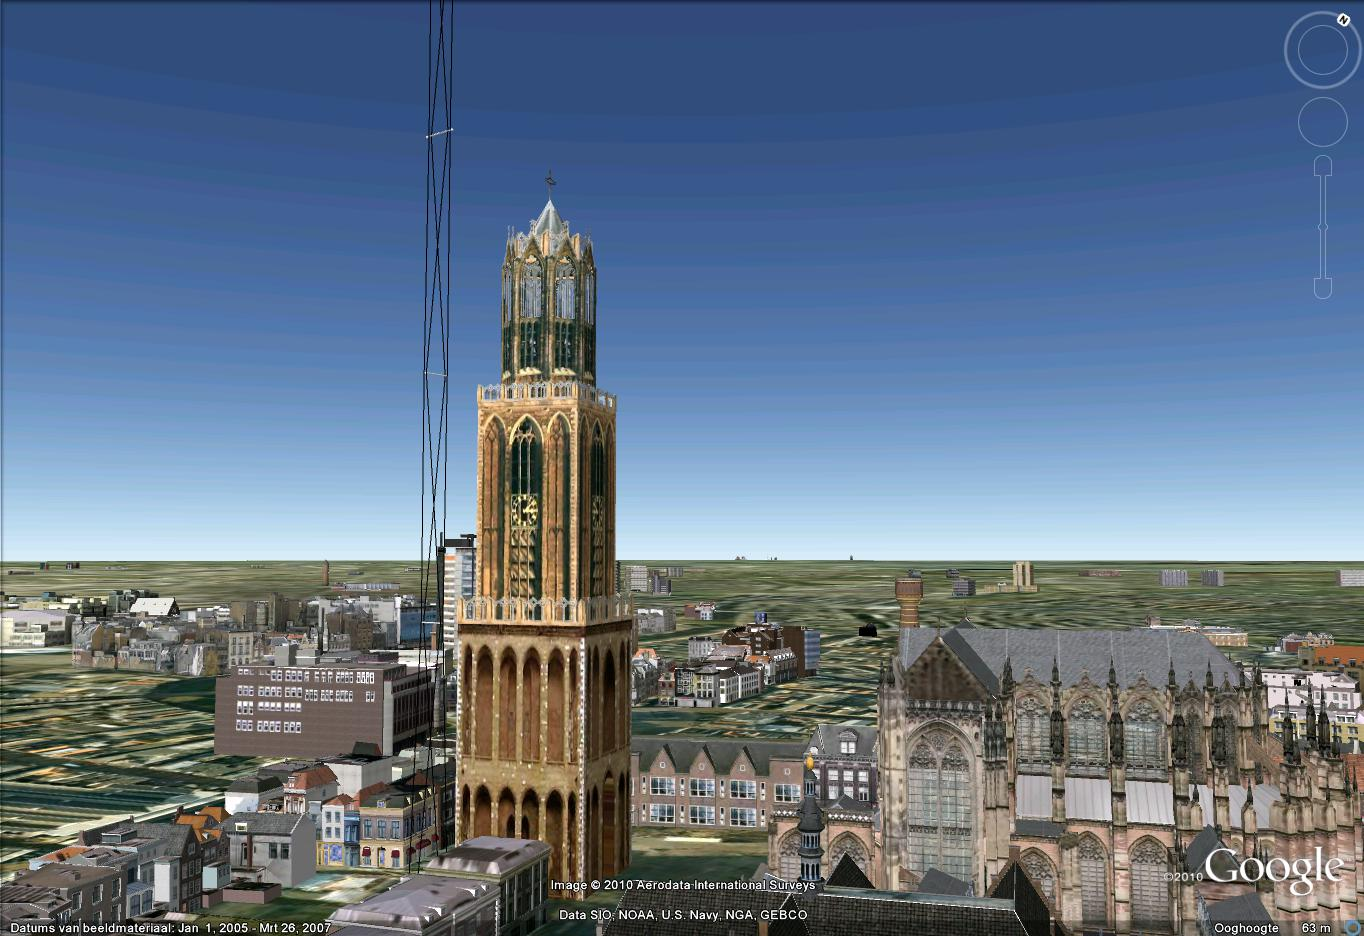 N
©2010 Google
Image © 2010 Aerodata International Surveys
Data SIO, NOAA, U.S. Navy, NGA, GEBCO
Datums van beeldmateriaal: Jan 1, 2005 - Mrt 26, 2007
Ooghoogte 63 m